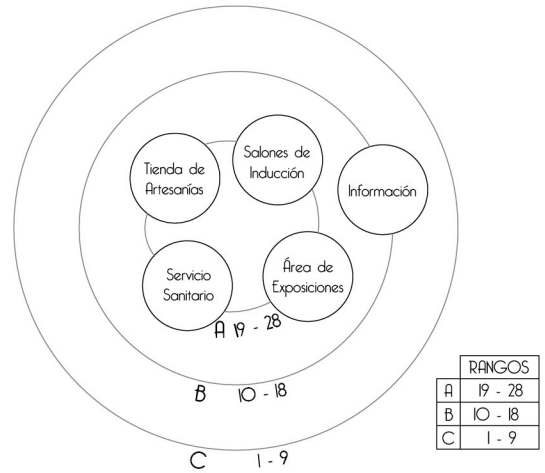 Salones de
Inducción
Tienda de
Artesanías
Información
Servicio
Sanitario
Área de
Exposiciones
A 19 - 28
B 10 - 18
C 1 - 9
RANGOS
A 19 - 28
B 10 - 18
C 1 - 9